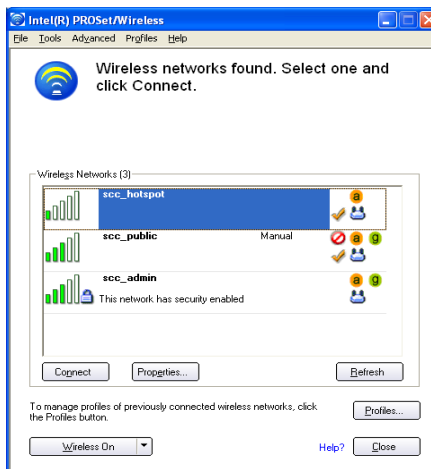 Intel(R) PROSet/Wireless
File Tools Advanced Profiles Help
Wireless networks found. Select one and
click Connect.
Wireless Networks (3)
scc_hotspot
a
scc_public Manual
a g
scc_admin
a g
This network has security enabled
Connect Properties... Refresh
To manage profiles of previously connected wireless networks, click
the Profiles button.
Profiles...
Wireless On Help? Close